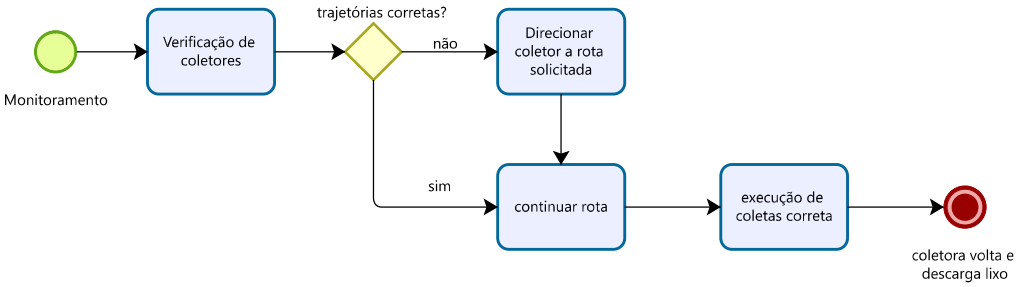 trajetórias corretas?
Verificação de
coletores
não
Direcionar
coletor a rota
solicitada
Monitoramento
sim
continuar rota
execução de
coletas correta
coletora volta e
descarga lixo